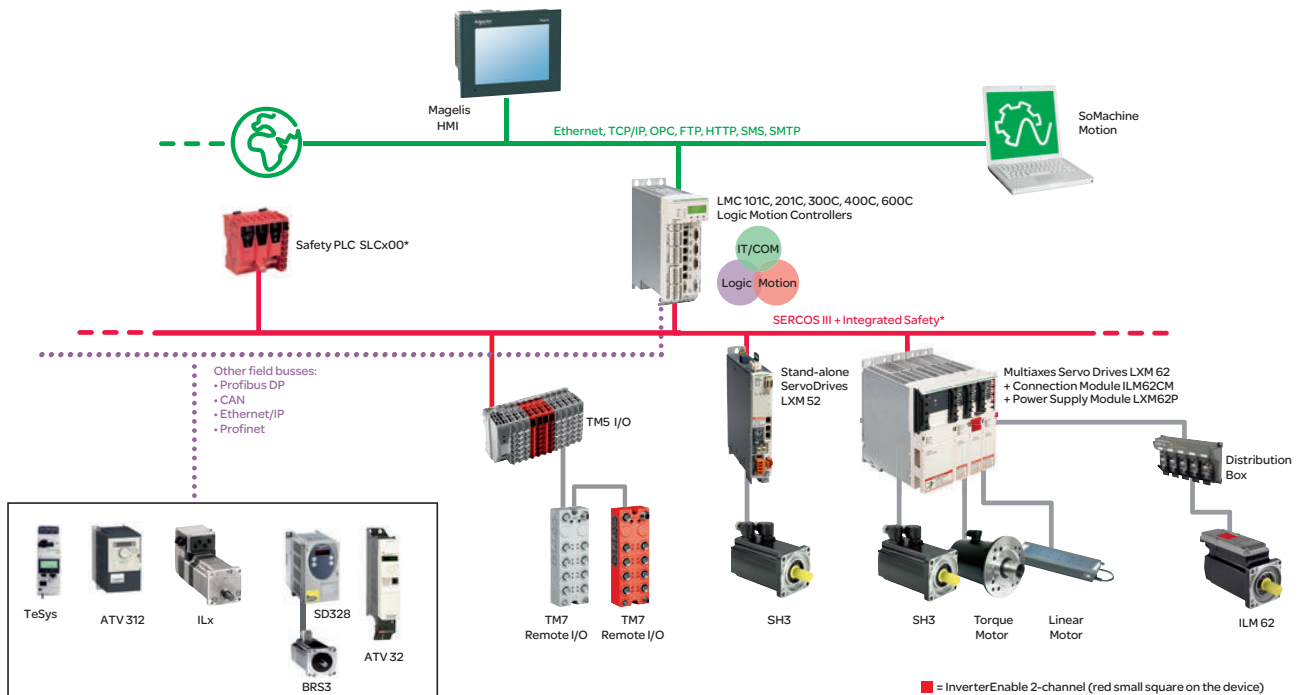 Magelis
HMI
Ethernet, TCP/IP, OPC, FTP, HTTP, SMS, SMTP
SoMachine
Motion
LMC 101C, 201C, 300C, 400C, 600C
Logic Motion Controllers
Safety PLC SLCx00*
IT/COM
Logic
Motion
SERCOS III + Integrated Safety*
Other field busses:
• Profibus DP
• CAN
• Ethernet/IP
• Profinet
Stand-alone
ServoDrives
LXM 52
Multiaxes Servo Drives LXM 62
+ Connection Module ILM62CM
+ Power Supply Module LXM62P
TM5 I/O
Distribution
Box
TeSys
ATV 312
ILx
SD328
BRS3
ATV 32
TM7
Remote I/O
TM7
Remote I/O
SH3
SH3
Torque
Motor
Linear
Motor
ILM 62
= InverterEnable 2-channel (red small square on the device)